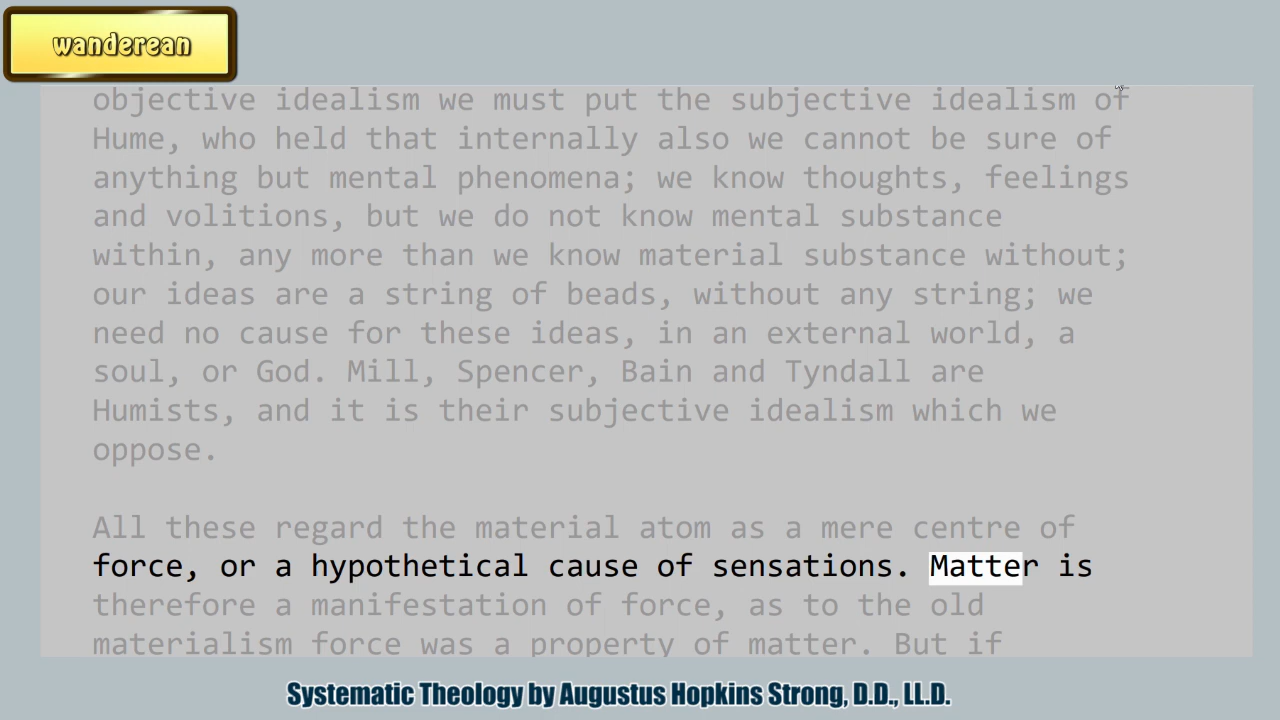 wanderean
objective idealism we must put the subjective idealism of
Hume, who held that internally also we cannot be sure of
anything but mental phenomena; we know thoughts, feelings
and volitions, but we do not know mental substance
within, any more than we know material substance without;
our ideas are a string of beads, without any string; we
need no cause for these ideas, in an external world, a
soul, or God. Mill, Spencer, Bain and Tyndall are
Humists, and it is their subjective idealism which we
oppose.
All these regard the material atom as a mere centre of
force, or a hypothetical cause of sensations. Matter is
therefore a manifestation of force, as to the old
materialism force was a property of matter. But if
Systematic Theology by Augustus Hopkins Strong, D.D., LL.D.